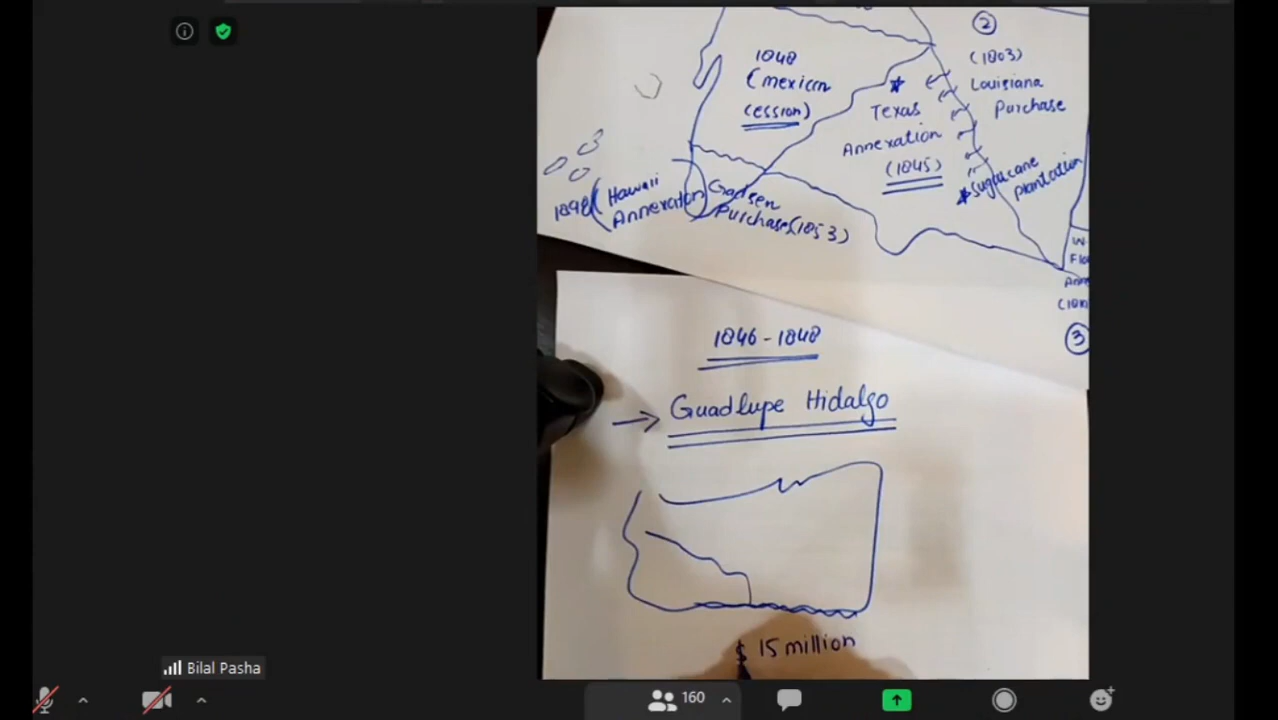 ②
1848
(Mexican
Cession)
(1803)
Louisiana
Purchase
Texas
Annexation
(1845)
Sugarcane
Plantation
1898
Hawaii
Annexation
Gadsen
Purchase (1853)
W.
③
1846 - 1848
→ Guadlupe Hidalgo
$ 15 million
Bilal Pasha
160